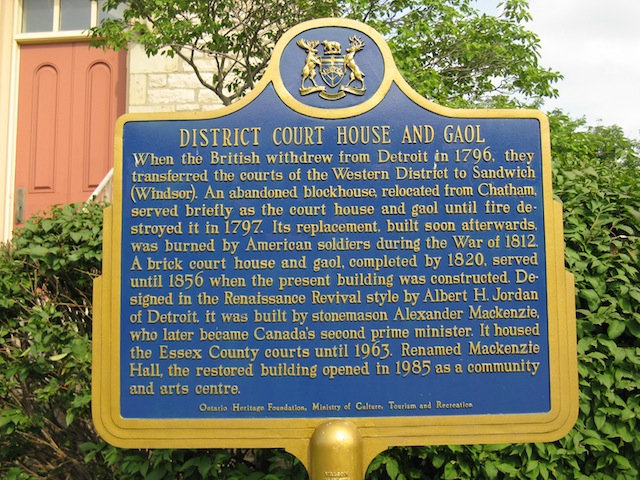 DISTRICT COURT HOUSE AND GAOL
When the British withdrew from Detroit in 1796, they
transferred the courts of the Western District to Sandwich
(Windsor). An abandoned blockhouse, relocated from Chatham,
served briefly as the court house and gaol until fire de-
stroyed it in 1797. Its replacement, built soon afterwards,
was burned by American soldiers during the War of 1812.
A brick court house and gaol, completed by 1820, served
until 1856 when the present building was constructed. De-
signed in the Renaissance Revival style by Albert H. Jordan
of Detroit, it was built by stonemason Alexander Mackenzie,
who later became Canada's second prime minister. It housed
the Essex County courts until 1963. Renamed Mackenzie
Hall, the restored building opened in 1985 as a community
and arts centre.
Ontario Heritage Foundation, Ministry of Culture, Tourism and Recreation